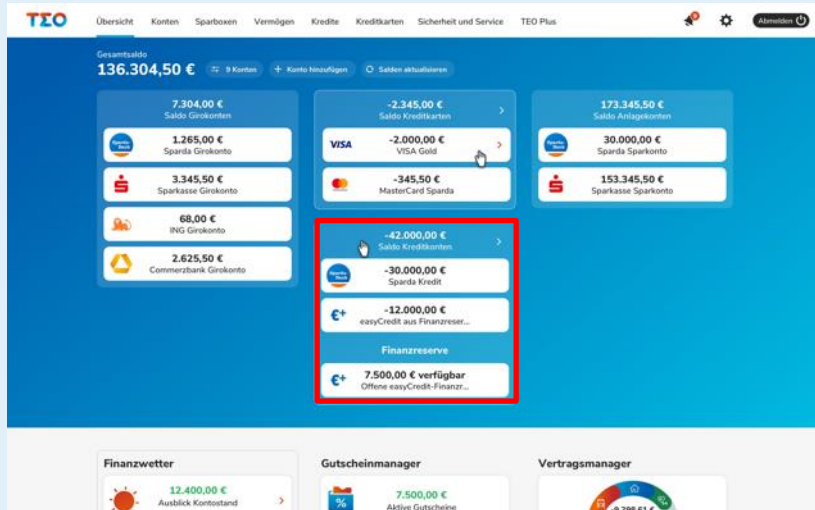 TEO
Übersicht Konten Sparboxen Vermögen Kredite Kreditkarten Sicherheit und Service TEO Plus
Abmelden
Gesamtsaldo
136.304,50 € 9 Konten + Konto hinzufügen Salden aktualisieren
7.304,00 €
Saldo Girokonten
1.265,00 €
Sparda Girokonto
3.345,50 €
Sparkasse Girokonto
68,00 €
ING Girokonto
2.625,50 €
Commerzbank Girokonto
-2.345,00 €
Saldo Kreditkarten
VISA
-2.000,00 €
VISA Gold
-345,50 €
MasterCard Sparda
-42.000,00 €
Saldo Kreditkonten
-30.000,00 €
Sparda Kredit
€+
-12.000,00 €
easyCredit aus Finanzreser...
Finanzreserve
€+
7.500,00 € verfügbar
Offene easyCredit-Finanzr...
173.345,50 €
Saldo Anlagekonten
30.000,00 €
Sparda Sparkonto
153.345,50 €
Sparkasse Sparkonto
Finanzwetter
12.400,00 €
Ausblick Kontostand
Gutscheinmanager
%
7.500,00 €
Aktive Gutscheine
Vertragsmanager
-9.298,61 €